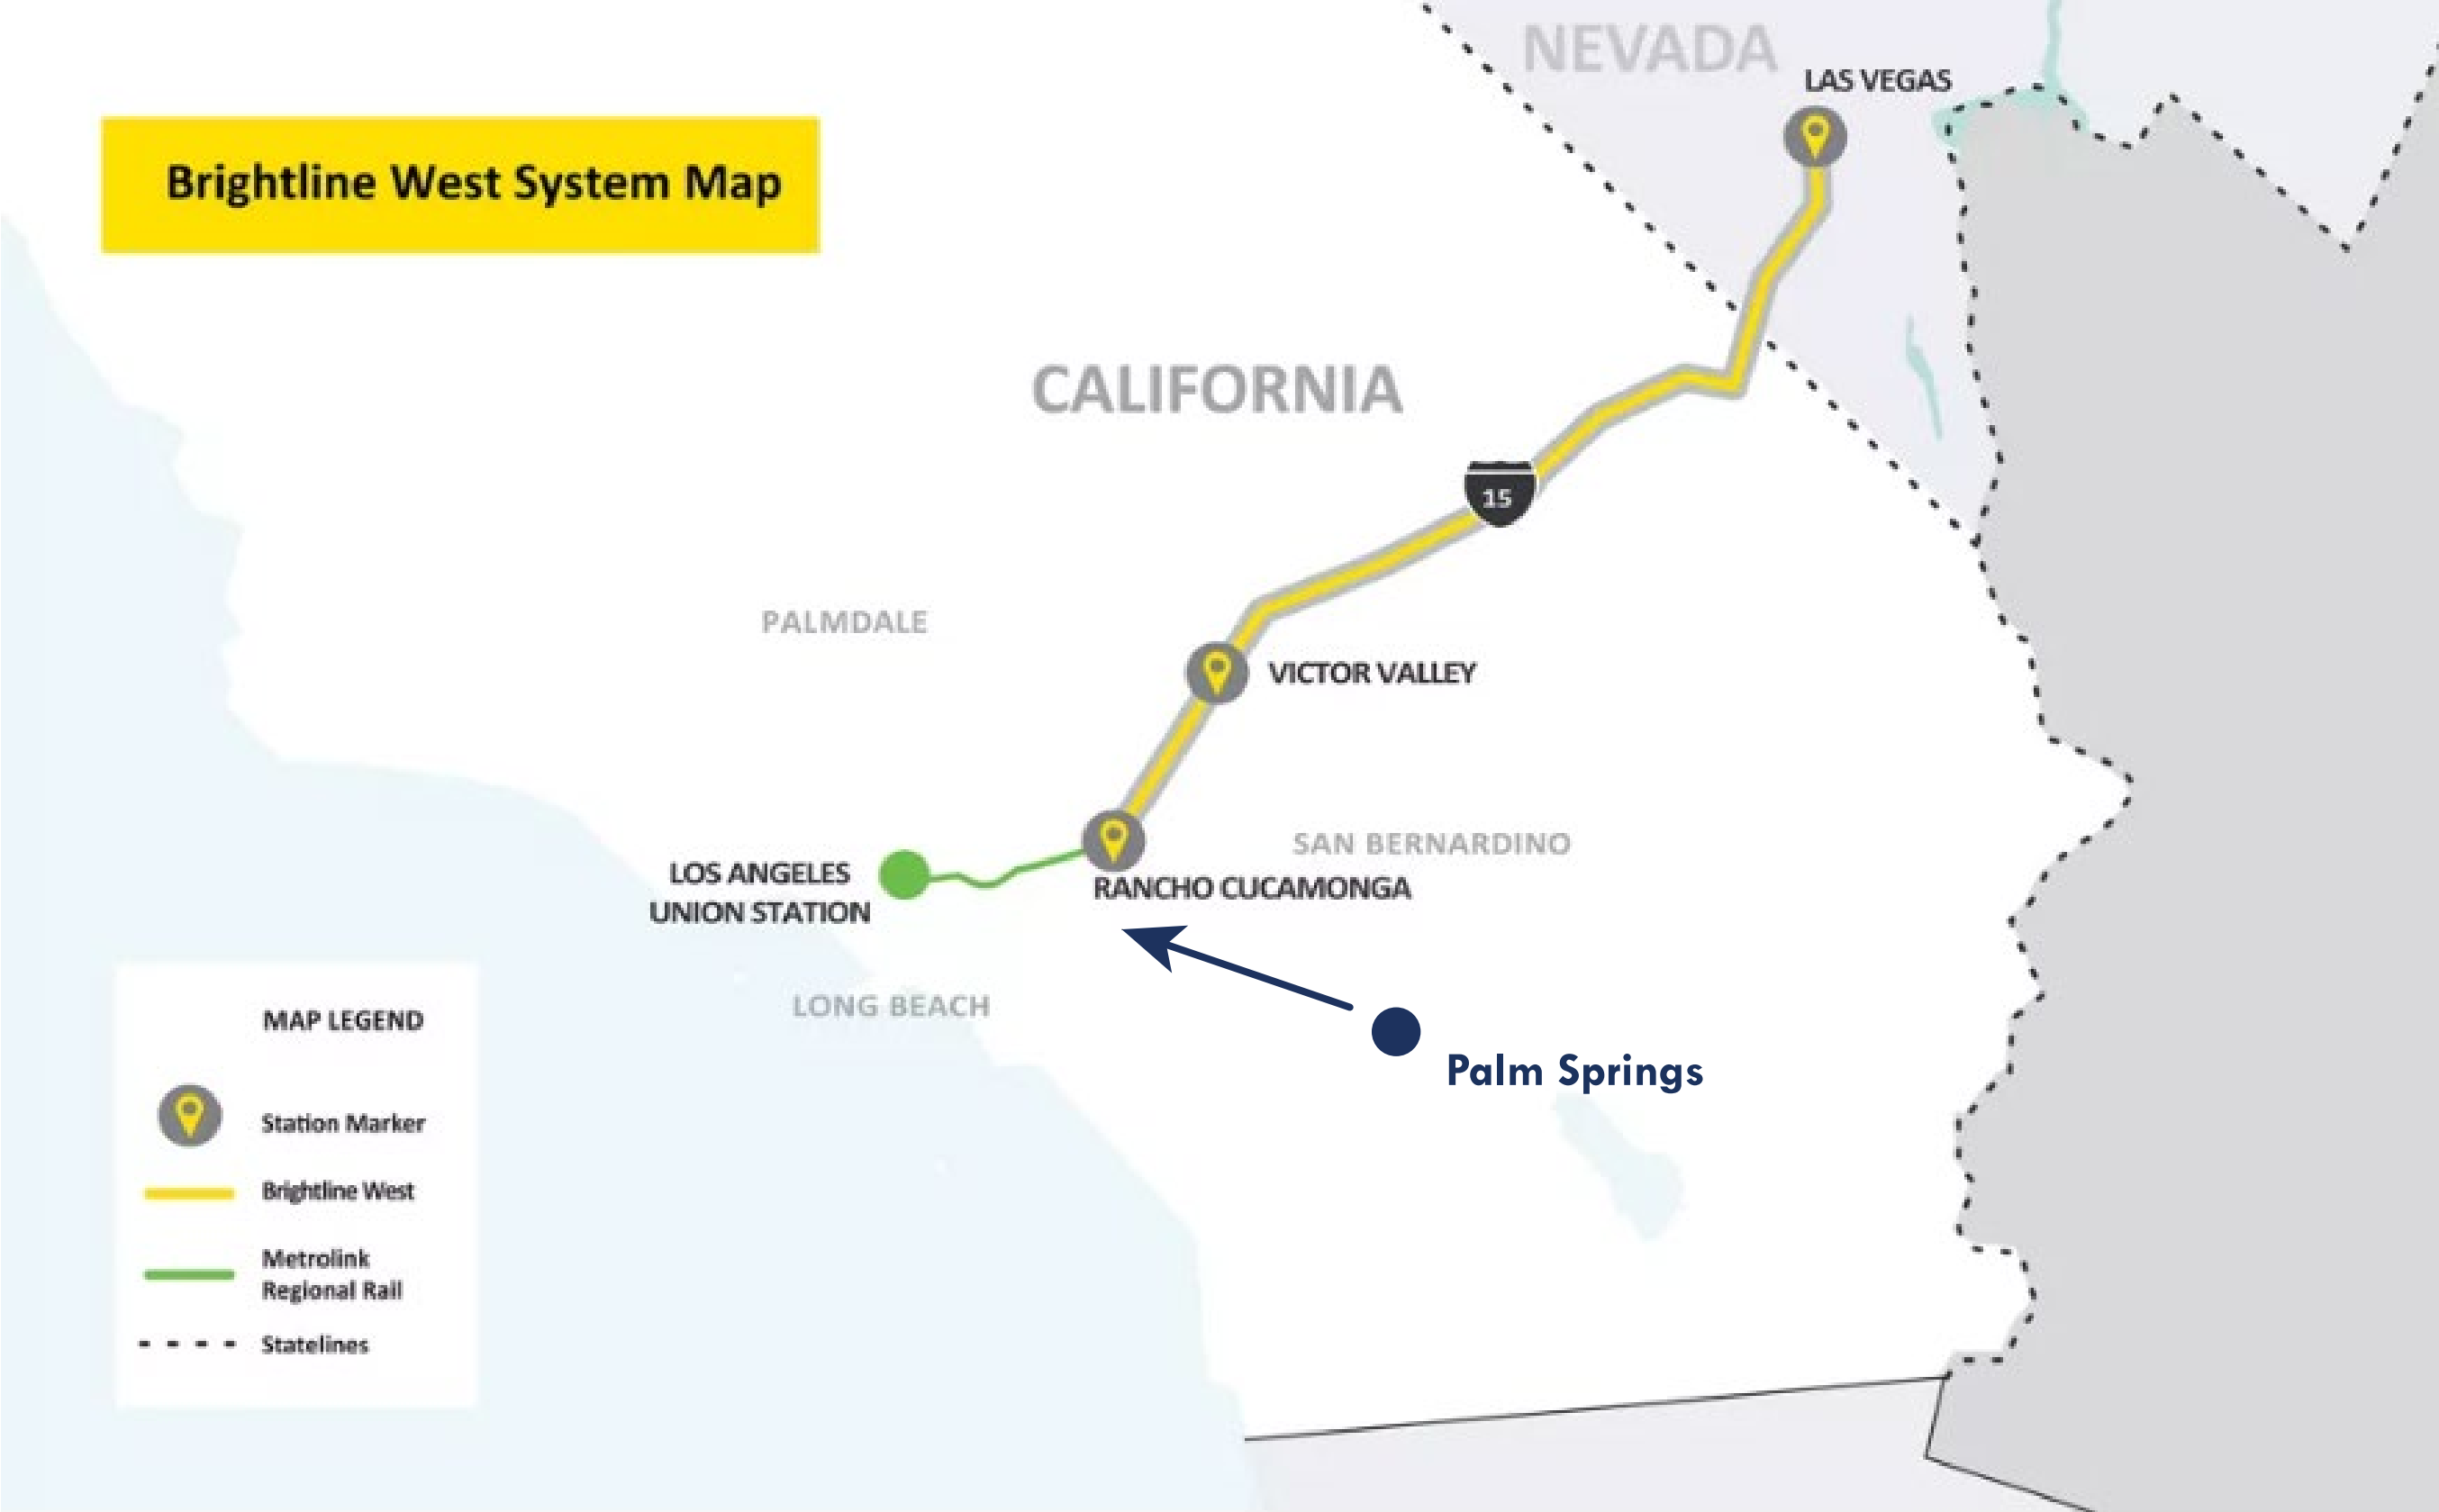 NEVADA
LAS VEGAS
Brightline West System Map
CALIFORNIA
15
PALMDALE
VICTOR VALLEY
SAN BERNARDINO
LOS ANGELES
UNION STATION
RANCHO CUCAMONGA
LONG BEACH
Palm Springs
MAP LEGEND
Station Marker
Brightline West
Metrolink
Regional Rail
Statelines